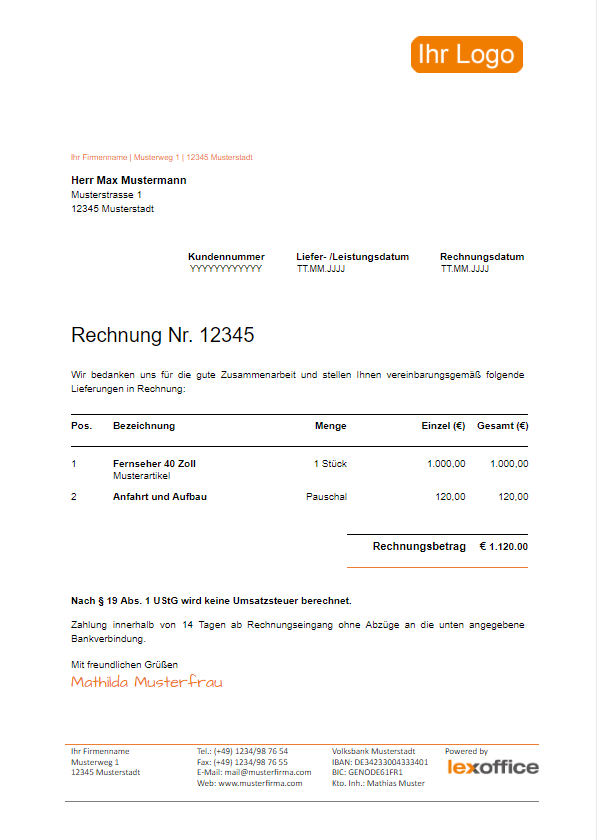 Ihr Logo
Ihr Firmenname | Musterweg 1 | 12345 Musterstadt
Herr Max Mustermann
Musterstrasse 1
12345 Musterstadt
Kundennummer Liefer- /Leistungsdatum Rechnungsdatum
YYYYYYYYYYYY TT.MM.JJJJ TT.MM.JJJJ
Rechnung Nr. 12345
Wir bedanken uns für die gute Zusammenarbeit und stellen Ihnen vereinbarungsgemäß folgende
Lieferungen in Rechnung:
Pos. Bezeichnung Menge Einzel (€) Gesamt (€)
1 Fernseher 40 Zoll 1 Stück 1.000,00 1.000,00
Musterartikel
2 Anfahrt und Aufbau Pauschal 120,00 120,00
Rechnungsbetrag € 1.120.00
Nach § 19 Abs. 1 UStG wird keine Umsatzsteuer berechnet.
Zahlung innerhalb von 14 Tagen ab Rechnungseingang ohne Abzüge an die unten angegebene
Bankverbindung.
Mit freundlichen Grüßen
Mathilda Musterfrau
Ihr Firmenname Tel.: (+49) 1234/98 76 54 Volksbank Musterstadt Powered by
Musterweg 1 Fax: (+49) 1234/98 76 55 IBAN: DE34233004333401 lexoffice
12345 Musterstadt E-Mail: mail@musterfirma.com BIC: GENODE61FR1
Web: www.musterfirma.com Kto. Inh.: Mathias Muster